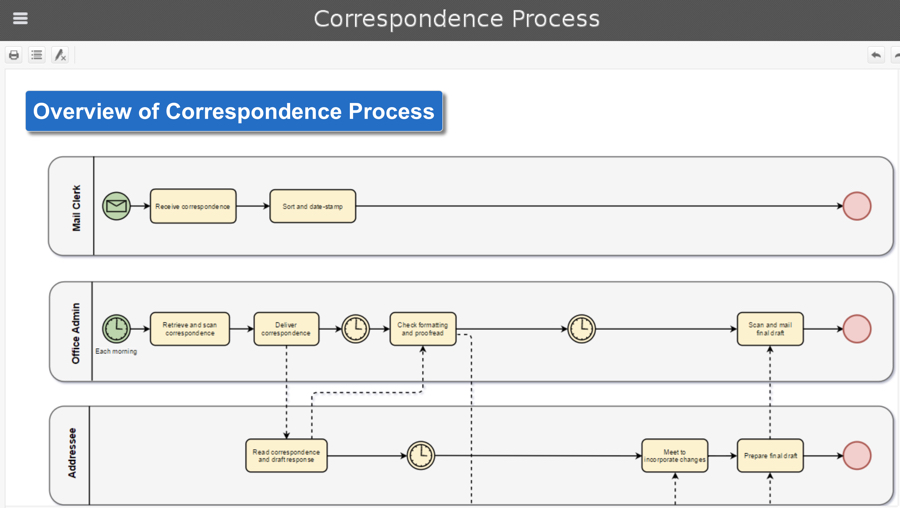 Correspondence Process
Overview of Correspondence Process
Mail Clerk
Receive correspondence
Sort and date-stamp
Office Admin
Each morning
Retrieve and scan
correspondence
Deliver
correspondence
Check formatting
and proofread
Scan and mail
final draft
Addressee
Read correspondence
and draft response
Meet to
incorporate changes
Prepare final draft